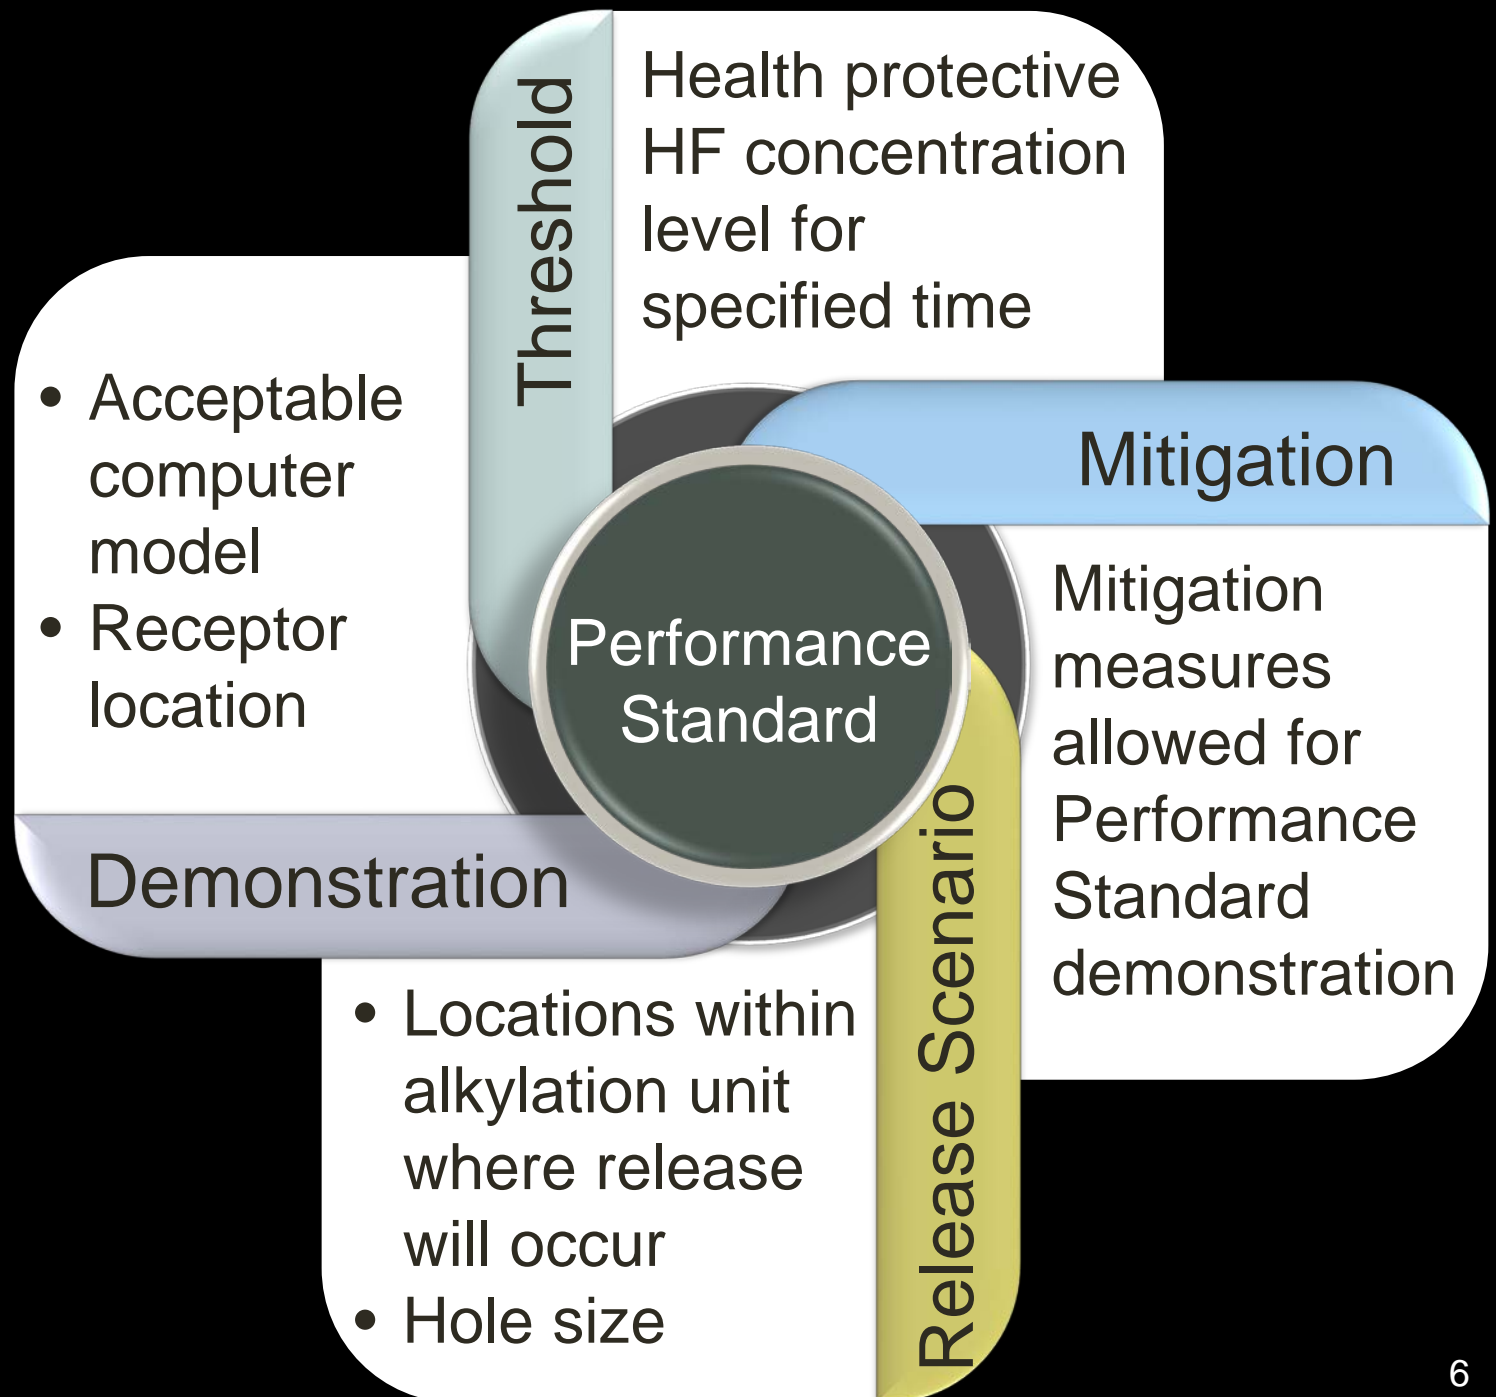 Threshold
Health protective
HF concentration
level for
specified time
Mitigation
Mitigation
measures
allowed for
Performance
Standard
demonstration
Release Scenario
• Locations within
alkylation unit
where release
will occur
• Hole size
Demonstration
• Acceptable
computer
model
• Receptor
location
Performance
Standard
6